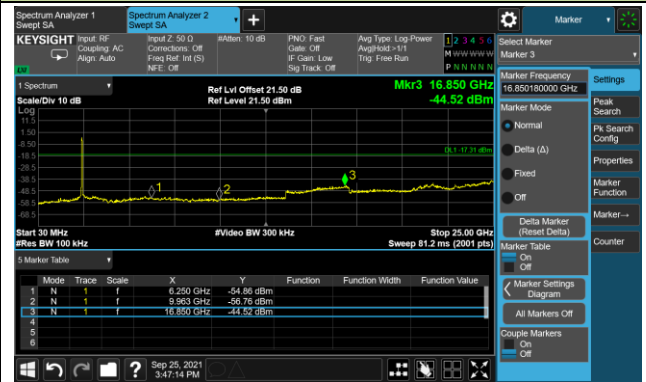 Spectrum Analyzer 1
Swept SA
Spectrum Analyzer 2
Swept SA
Marker
KEYSIGHT
Input: RF
Coupling: AC
Align: Auto
Input Z: 50 Ω
Corrections: Off
Freq Ref: Int (S)
NFE: Off
#Atten: 10 dB
PNO: Fast
Gate: Off
IF Gain: Low
Sig Track: Off
Avg Type: Log-Power
Avg|Hold:>1/1
Trig: Free Run
1 2 3 4 5 6
M W W W W W
P N N N N N
Select Marker
Marker 3
1 Spectrum
Scale/Div 10 dB
Ref Lvl Offset 21.50 dB
Ref Level 21.50 dBm
Mkr3 16.850 GHz
-44.52 dBm
Log
11.5
1.50
-8.50
-18.5
-28.5
-38.5
-48.5
-58.5
-68.5
DL1 -17.31 dBm
1
2
3
Start 30 MHz
#Res BW 100 kHz
#Video BW 300 kHz
Stop 25.00 GHz
Sweep 81.2 ms (2001 pts)
5 Marker Table
Mode Trace Scale X Y Function Function Width Function Value
1 N 1 f 6.250 GHz -54.86 dBm
2 N 1 f 9.963 GHz -56.76 dBm
3 N 1 f 16.850 GHz -44.52 dBm
4
5
6
Marker Frequency
16.850180000 GHz
Marker Mode
Normal
Delta (Δ)
Fixed
Off
Delta Marker
(Reset Delta)
Marker Table
On
Off
Marker Settings
Diagram
All Markers Off
Couple Markers
On
Off
Settings
Peak
Search
Pk Search
Config
Properties
Marker
Function
Marker→
Counter
?
Sep 25, 2021
3:47:14 PM